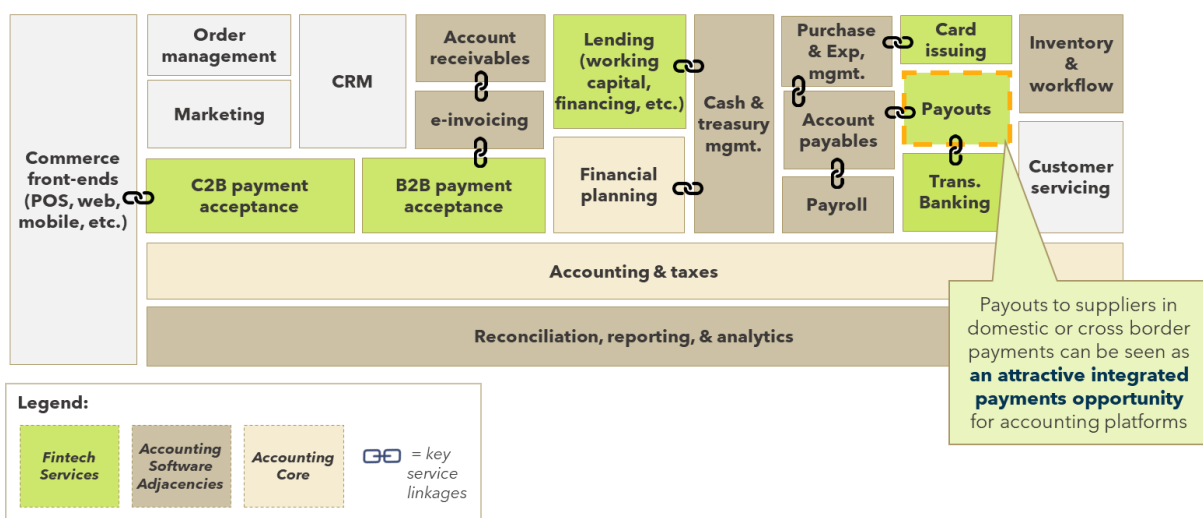 Commerce
front-ends
(POS, web,
mobile, etc.)
Order
management
Marketing
CRM
Account
receivables
e-invoicing
C2B payment
acceptance
B2B payment
acceptance
Lending
(working
capital,
financing, etc.)
Financial
planning
Cash &
treasury
mgmt.
Purchase
& Exp,
mgmt.
Account
payables
Payroll
Card
issuing
Payouts
Trans.
Banking
Inventory
&
workflow
Customer
servicing
Accounting & taxes
Reconciliation, reporting, & analytics
Payouts to suppliers in
domestic or cross border
payments can be seen as
an attractive integrated
payments opportunity
for accounting platforms
Legend:
Fintech
Services
Accounting
Software
Adjacencies
Accounting
Core
= key
service
linkages